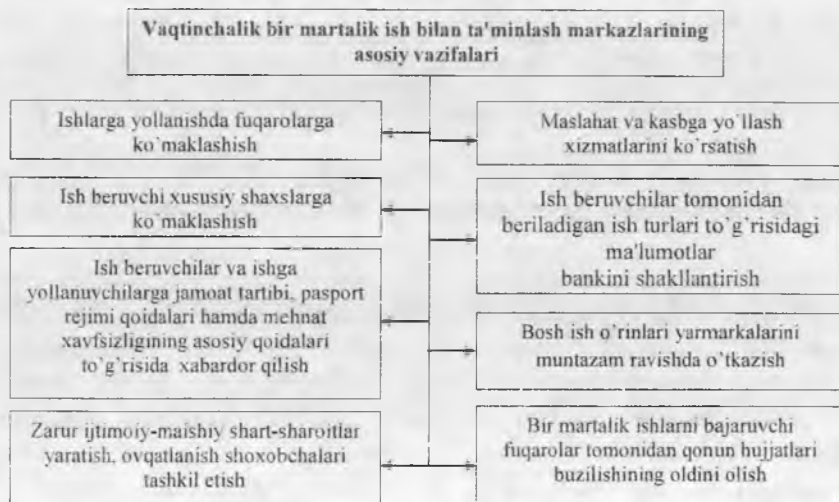 Vaqtinchalik bir martalik ish bilan ta'minlash markazlarining
asosiy vazifalari
Ishlarga yollanishda fuqarolarga
ko`maklashish
Maslahat va kasbga yo`llash
xizmatlarini ko`rsatish
Ish beruvchi xususiy shaxslarga
ko`maklashish
Ish beruvchilar tomonidan
beriladigan ish turlari to`g`risidagi
ma'lumotlar
bankini shakllantirish
Ish beruvchilar va ishga
yollanuvchilarga jamoat tartibi, pasport
rejimi qoidalari hamda mehnat
xavfsizligining asosiy qoidalari
to`g`risida xabardor qilish
Bosh ish o`rinlari yarmarkalarini
muntazam ravishda o`tkazish
Zarur ijtimoiy-maishiy shart-sharoitlar
yaratish, ovqatlanish shoxobchalari
tashkil etish
Bir martalik ishlarni bajaruvchi
fuqarolar tomonidan qonun hujjatlari
buzilishining oldini olish